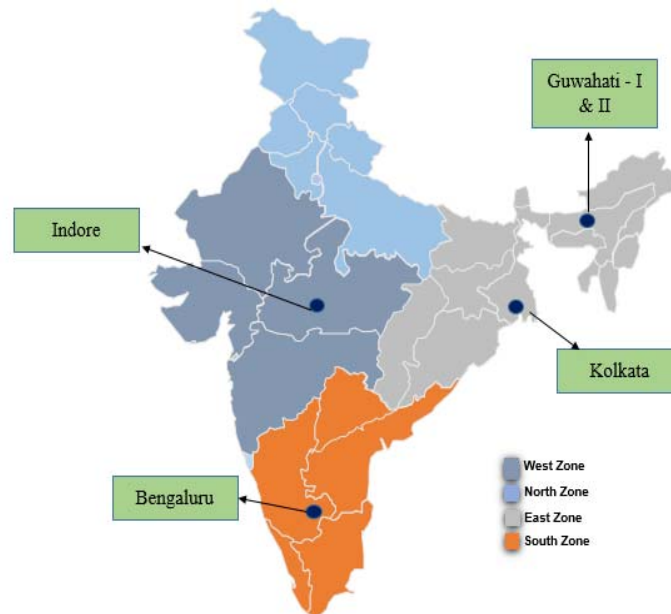 Guwahati - I
& II
Indore
Kolkata
Bengaluru
West Zone
North Zone
East Zone
South Zone